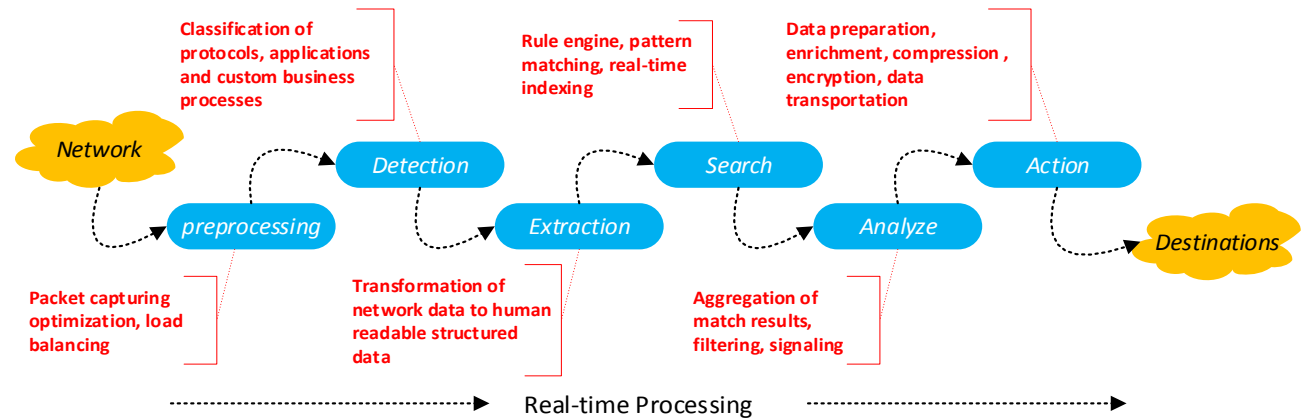 Classification of
protocols, applications
and custom business
processes
Rule engine, pattern
matching, real-time
indexing
Data preparation,
enrichment, compression ,
encryption, data
transportation
Network
Detection
Search
Action
preprocessing
Extraction
Analyze
Destinations
Packet capturing
optimization, load
balancing
Transformation of
network data to human
readable structured
data
Aggregation of
match results,
filtering, signaling
Real-time Processing